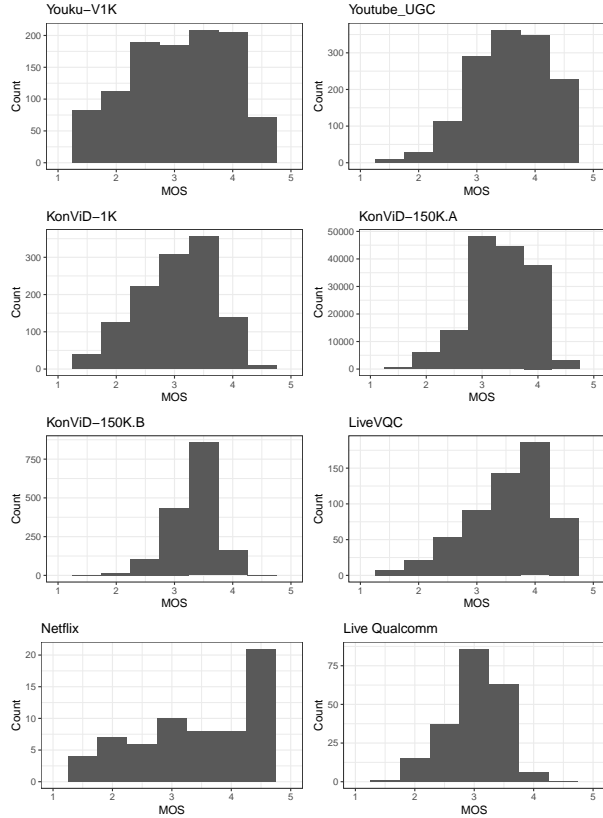 Youku−V1K
Count
200
150
100
50
0
1 2 3 4 5
MOS
Youtube_UGC
Count
300
200
100
0
1 2 3 4 5
MOS
KonViD−1K
Count
300
200
100
0
1 2 3 4 5
MOS
KonViD−150K.A
Count
50000
40000
30000
20000
10000
0
1 2 3 4 5
MOS
KonViD−150K.B
Count
750
500
250
0
1 2 3 4 5
MOS
LiveVQC
Count
150
100
50
0
1 2 3 4 5
MOS
Netflix
Count
20
15
10
5
0
1 2 3 4 5
MOS
Live Qualcomm
Count
75
50
25
0
1 2 3 4 5
MOS